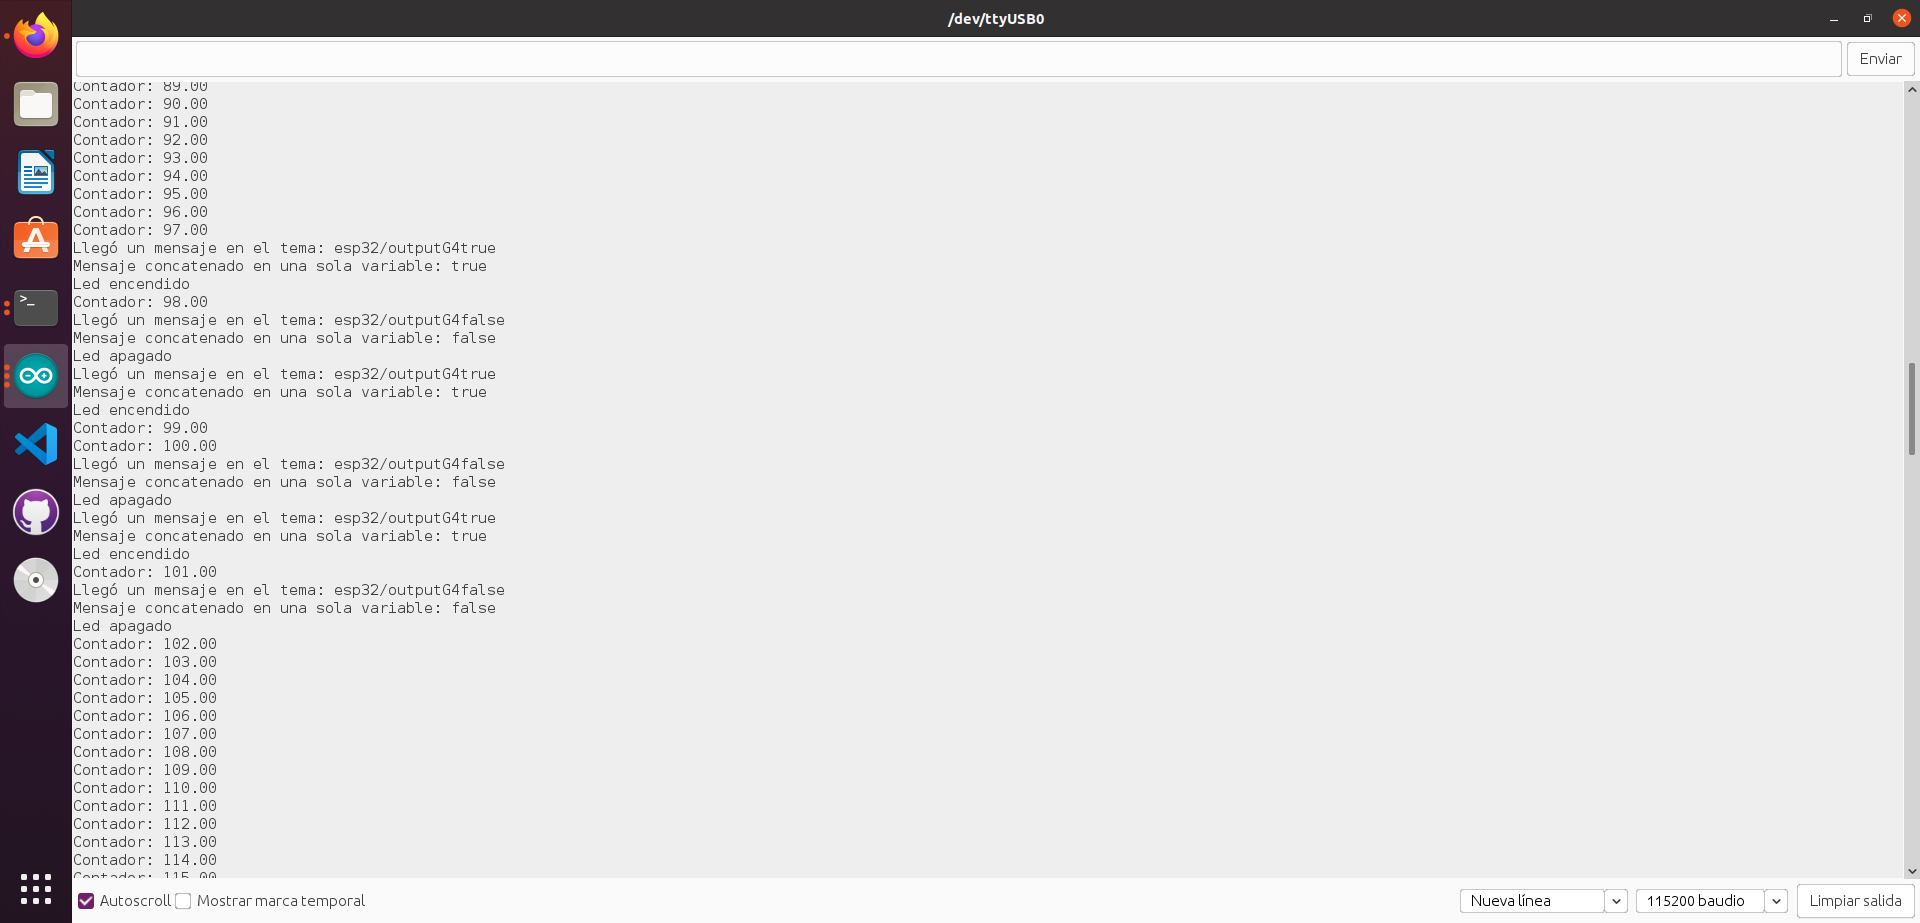 /dev/ttyUSB0
Enviar
Contador: 89.00
Contador: 90.00
Contador: 91.00
Contador: 92.00
Contador: 93.00
Contador: 94.00
Contador: 95.00
Contador: 96.00
Contador: 97.00
Llegó un mensaje en el tema: esp32/outputG4true
Mensaje concatenado en una sola variable: true
Led encendido
Contador: 98.00
Llegó un mensaje en el tema: esp32/outputG4false
Mensaje concatenado en una sola variable: false
Led apagado
Llegó un mensaje en el tema: esp32/outputG4true
Mensaje concatenado en una sola variable: true
Led encendido
Contador: 99.00
Contador: 100.00
Llegó un mensaje en el tema: esp32/outputG4false
Mensaje concatenado en una sola variable: false
Led apagado
Llegó un mensaje en el tema: esp32/outputG4true
Mensaje concatenado en una sola variable: true
Led encendido
Contador: 101.00
Llegó un mensaje en el tema: esp32/outputG4false
Mensaje concatenado en una sola variable: false
Led apagado
Contador: 102.00
Contador: 103.00
Contador: 104.00
Contador: 105.00
Contador: 106.00
Contador: 107.00
Contador: 108.00
Contador: 109.00
Contador: 110.00
Contador: 111.00
Contador: 112.00
Contador: 113.00
Contador: 114.00
Contador: 115.00
Autoscroll Mostrar marca temporal Nueva línea 115200 baudio Limpiar salida